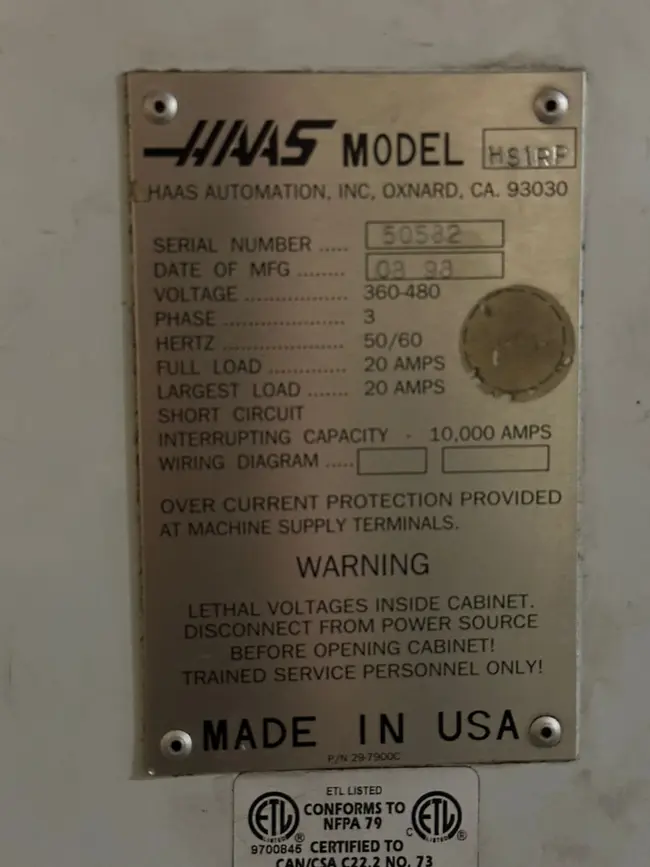 HAAS MODEL HS1RP
HAAS AUTOMATION, INC, OXNARD, CA. 93030
SERIAL NUMBER ..... 50582
DATE OF MFG ........ 08 98
VOLTAGE ................. 360-480
PHASE ..................... 3
HERTZ ..................... 50/60
FULL LOAD ............. 20 AMPS
LARGEST LOAD ....... 20 AMPS
SHORT CIRCUIT
INTERRUPTING CAPACITY - 10,000 AMPS
WIRING DIAGRAM .....
OVER CURRENT PROTECTION PROVIDED
AT MACHINE SUPPLY TERMINALS.
WARNING
LETHAL VOLTAGES INSIDE CABINET.
DISCONNECT FROM POWER SOURCE
BEFORE OPENING CABINET!
TRAINED SERVICE PERSONNEL ONLY!
MADE IN USA
P/N 29-7900C
ETL LISTED
CONFORMS TO
NFPA 79
ETL ® C ETL ®
9700845 CERTIFIED TO
CAN/CSA C22.2 NO. 73